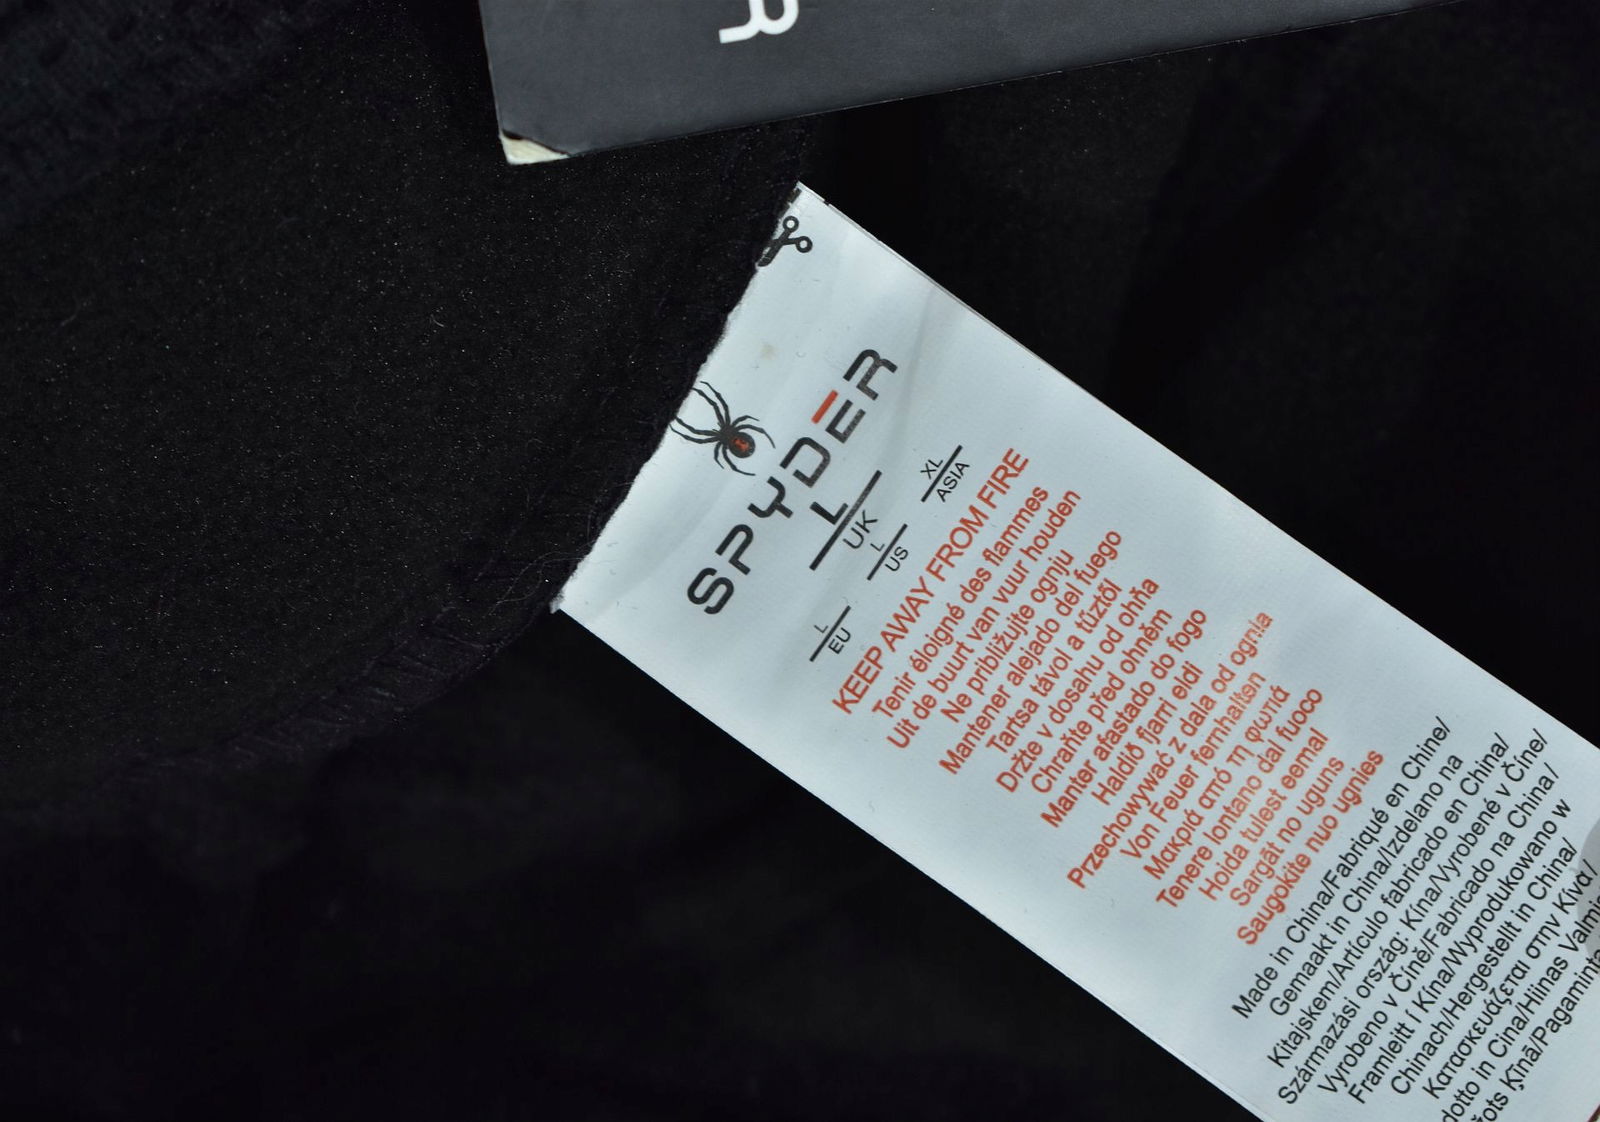 R
SPYDER
L
UK
L
EU
L
US
XL
ASIA
KEEP AWAY FROM FIRE
Tenir éloigné des flammes
Uit de buurt van vuur houden
Ne približujte ognju
Mantener alejado del fuego
Tartsa távol a tűztől
Držte v dosahu od ohňa
Chraňte před ohněm
Manter afastado do fogo
Haldið fjarri eldi
Przechowywać z dala od ognia
Von Feuer fernhalten
Μακριά από τη φωτιά
Tenere lontano dal fuoco
Hoida tulest eemal
Sargāt no uguns
Saugokite nuo ugnies
Made in China/Fabriqué en Chine/
Gemaakt in China/Izdelano na
Kitajskem/Artículo fabricado en China/
Származási ország: Kína/Vyrobené v Číne/
Vyrobeno v Číně/Fabricado na China/
Framleitt í Kína/Wyprodukowano w
Chinach/Hergestellt in China/
Κατασκευάζεται στην Κίνα/
in Cina/Hiinas
Ķīnā/